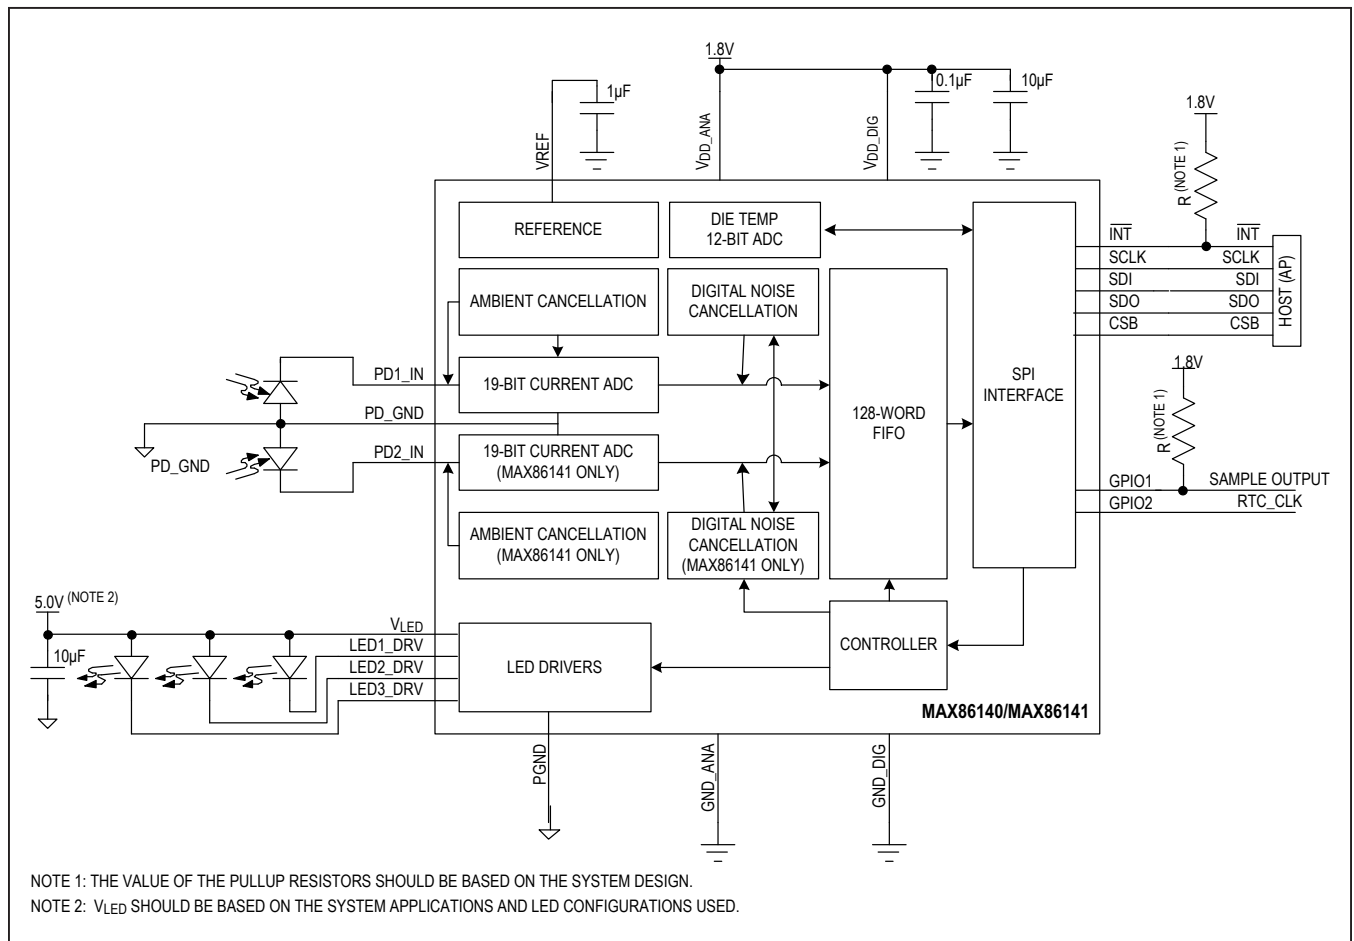 1.8V
1µF
0.1µF
10µF
1.8V
VREF
VDD_ANA
VDD_DIG
R (NOTE 1)
REFERENCE
DIE TEMP
12-BIT ADC
INT
INT
SCLK
SCLK
SDI
SDI
SDO
SDO
CSB
CSB
HOST (AP)
AMBIENT CANCELLATION
DIGITAL NOISE
CANCELLATION
SPI
INTERFACE
PD1_IN
19-BIT CURRENT ADC
1.8V
R (NOTE 1)
PD_GND
128-WORD
FIFO
PD_GND
PD2_IN
19-BIT CURRENT ADC
(MAX86141 ONLY)
GPIO1
SAMPLE OUTPUT
GPIO2
RTC_CLK
AMBIENT CANCELLATION
(MAX86141 ONLY)
DIGITAL NOISE
CANCELLATION
(MAX86141 ONLY)
5.0V (NOTE 2)
10µF
VLED
LED1_DRV
LED2_DRV
LED3_DRV
LED DRIVERS
CONTROLLER
MAX86140/MAX86141
PGND
GND_ANA
GND_DIG
NOTE 1: THE VALUE OF THE PULLUP RESISTORS SHOULD BE BASED ON THE SYSTEM DESIGN.
NOTE 2: VLED SHOULD BE BASED ON THE SYSTEM APPLICATIONS AND LED CONFIGURATIONS USED.